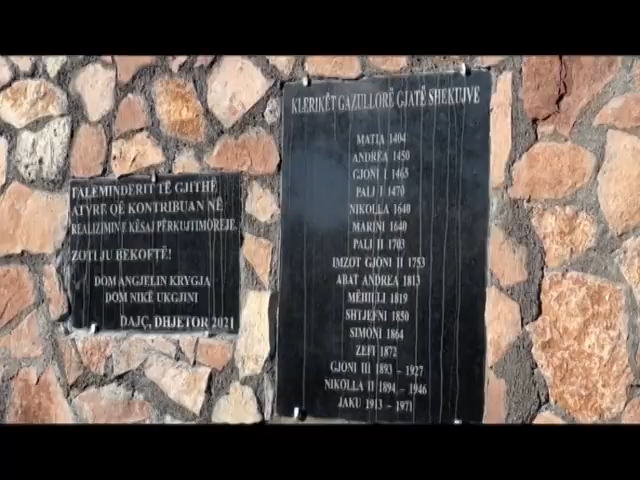 FALEMINDERIT TË GJITHË
ATYRE QË KONTRIBUAN NË
REALIZIMIN E KËSAJ PËRKUJTIMOREJE.
ZOTI JU BEKOFTË!
DOM ANGJELIN KRYGJA
DOM NIKË UKGJINI
DAJÇ, DHJETOR 2021
KLERIKËT GAZULLORË GJATË SHEKUJVE
MATIA 1404
ANDREA 1450
GJONI I 1465
PALI I 1470
NIKOLLA 1640
MARINI 1640
PALI II 1703
IMZOT GJONI II 1753
ABAT ANDREA 1813
MËHILLI 1819
SHTJEFNI 1850
SIMONI 1864
ZEFI 1872
GJONI III 1893 - 1927
NIKOLLA II 1894 - 1946
JAKU 1913 - 1971